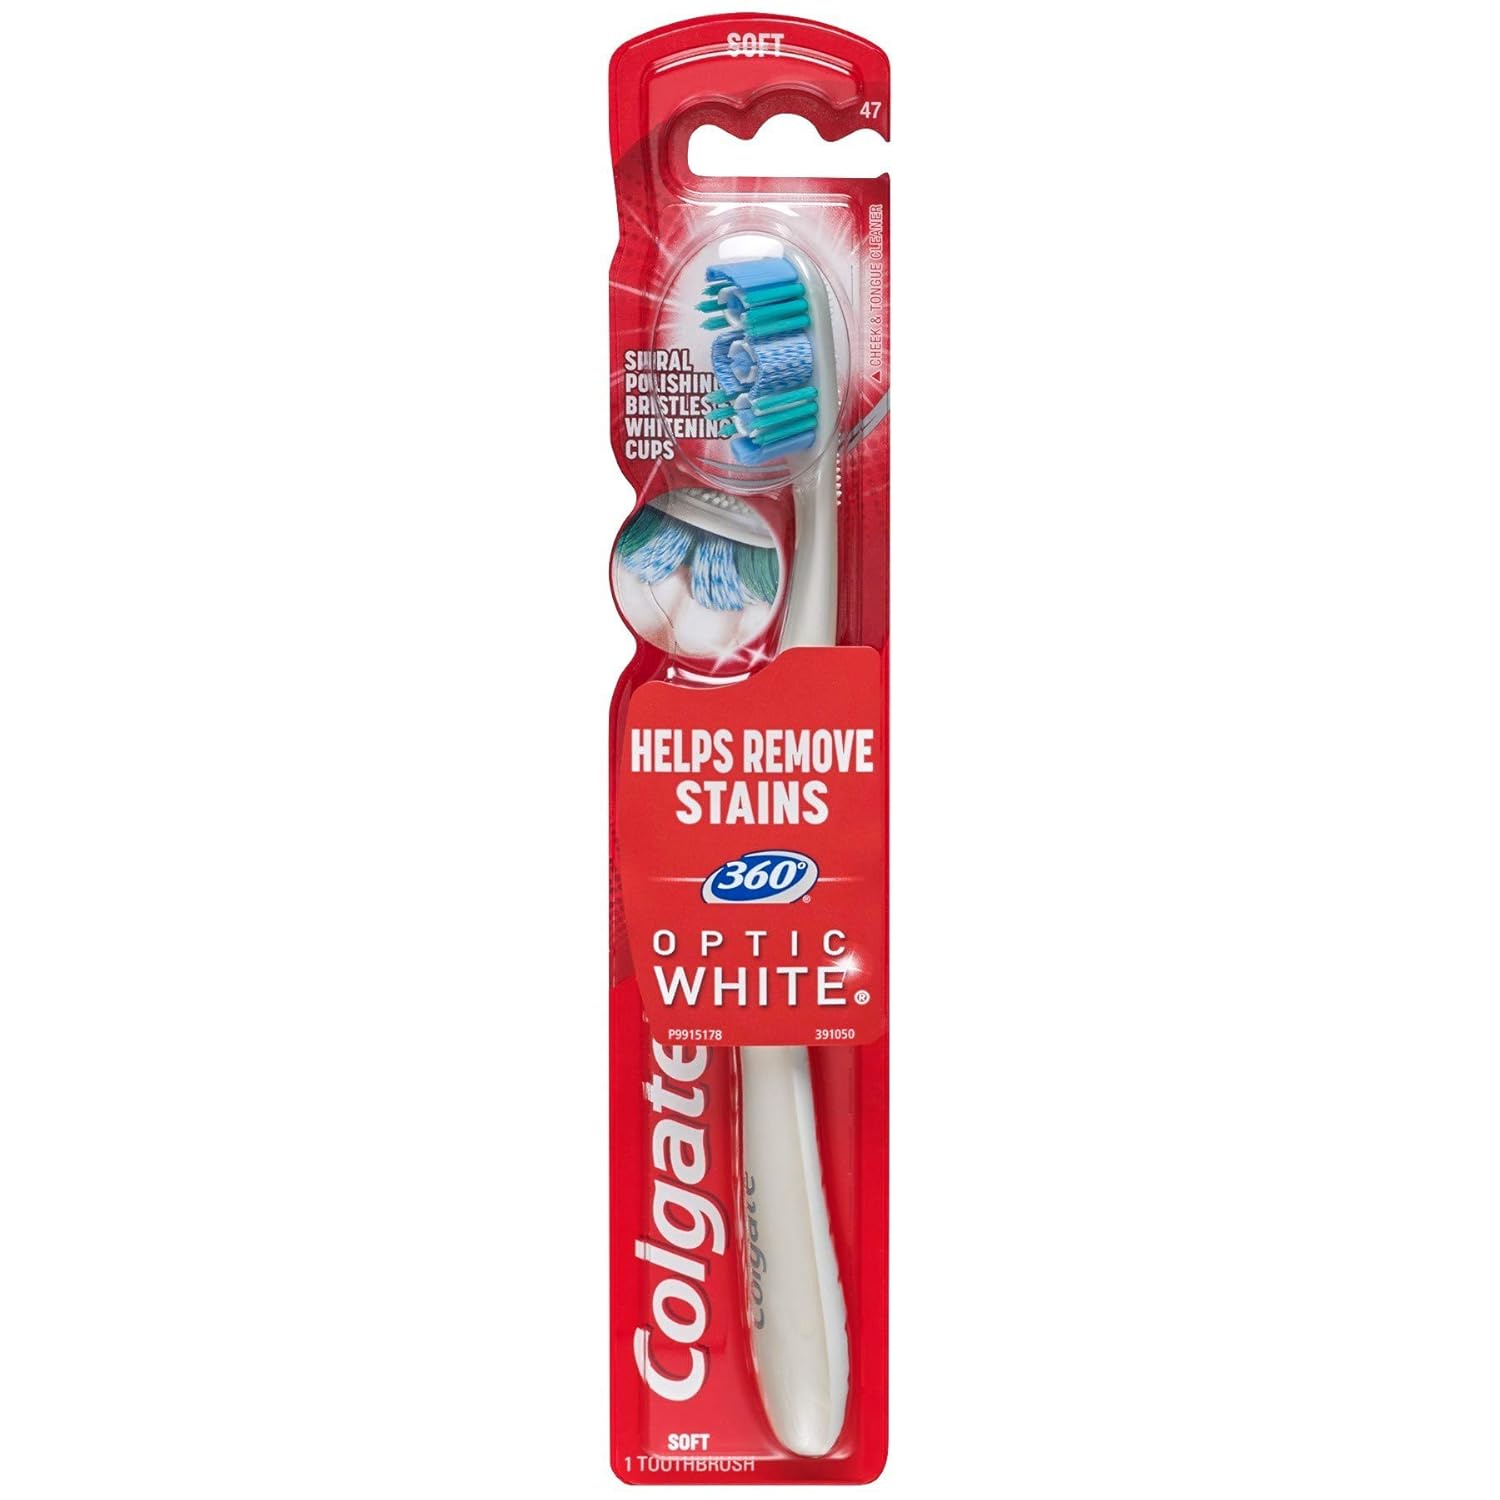 SOFT
47
CHEEK & TONGUE CLEANER
SPIRAL
POLISHING
BRISTLES
WHITENING
CUPS
HELPS REMOVE
STAINS
360°®
OPTIC
WHITE®
P9915178 391050
Colgate
Colgate
SOFT
1 TOOTHBRUSH